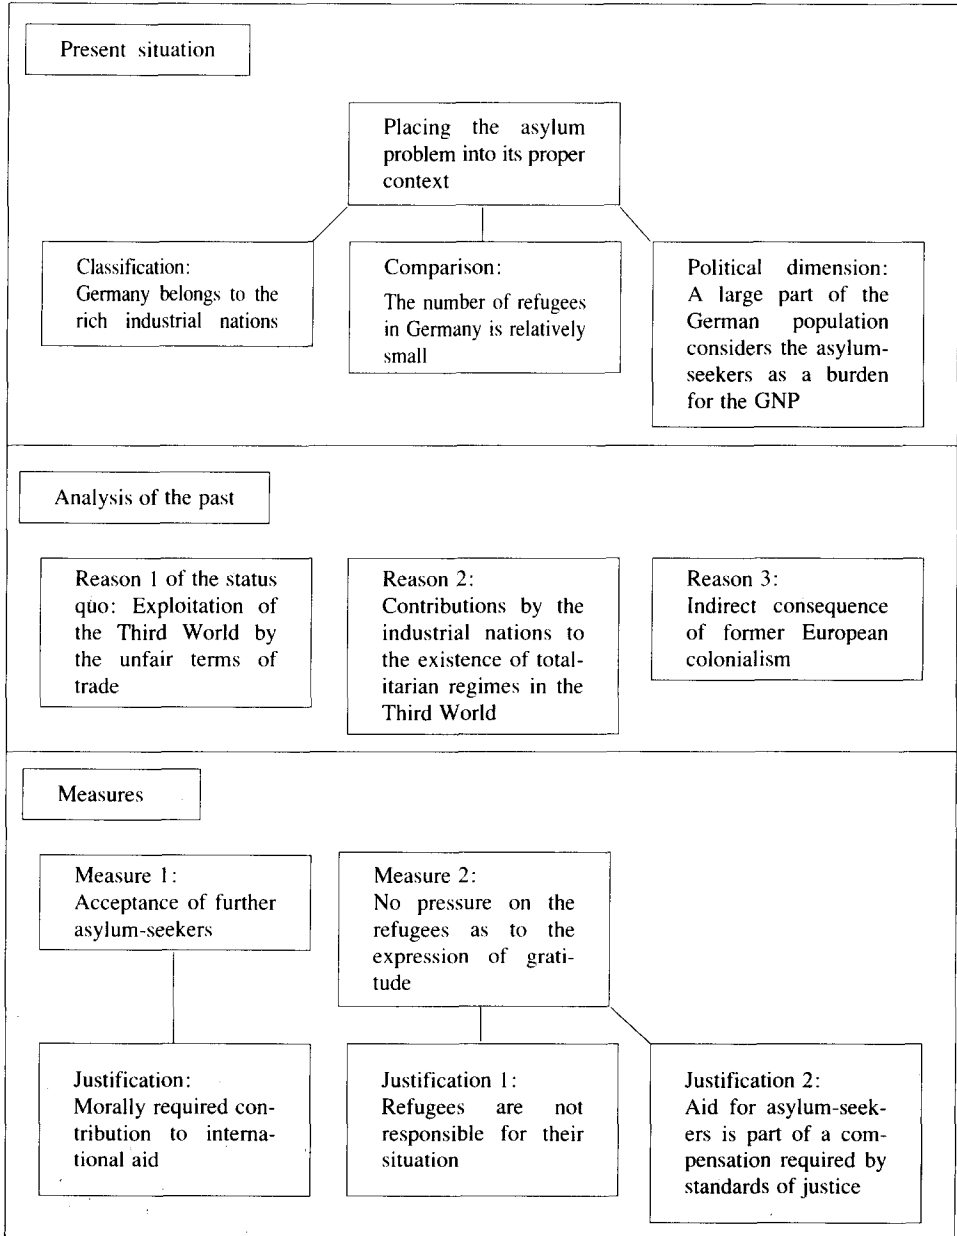 Present situation
Placing the asylum
problem into its proper
context
Classification:
Germany belongs to the
rich industrial nations
Comparison:
The number of refugees
in Germany is relatively
small
Political dimension:
A large part of the
German population
considers the asylum-
seekers as a burden
for the GNP
Analysis of the past
Reason 1 of the status
quo: Exploitation of
the Third World by
the unfair terms of
trade
Reason 2:
Contributions by the
industrial nations to
the existence of total-
itarian regimes in the
Third World
Reason 3:
Indirect consequence
of former European
colonialism
Measures
Measure 1:
Acceptance of further
asylum-seekers
Measure 2:
No pressure on the
refugees as to the
expression of grati-
tude
Justification:
Morally required con-
tribution to interna-
tional aid
Justification 1:
Refugees are not
responsible for their
situation
Justification 2:
Aid for asylum-seek-
ers is part of a com-
pensation required by
standards of justice